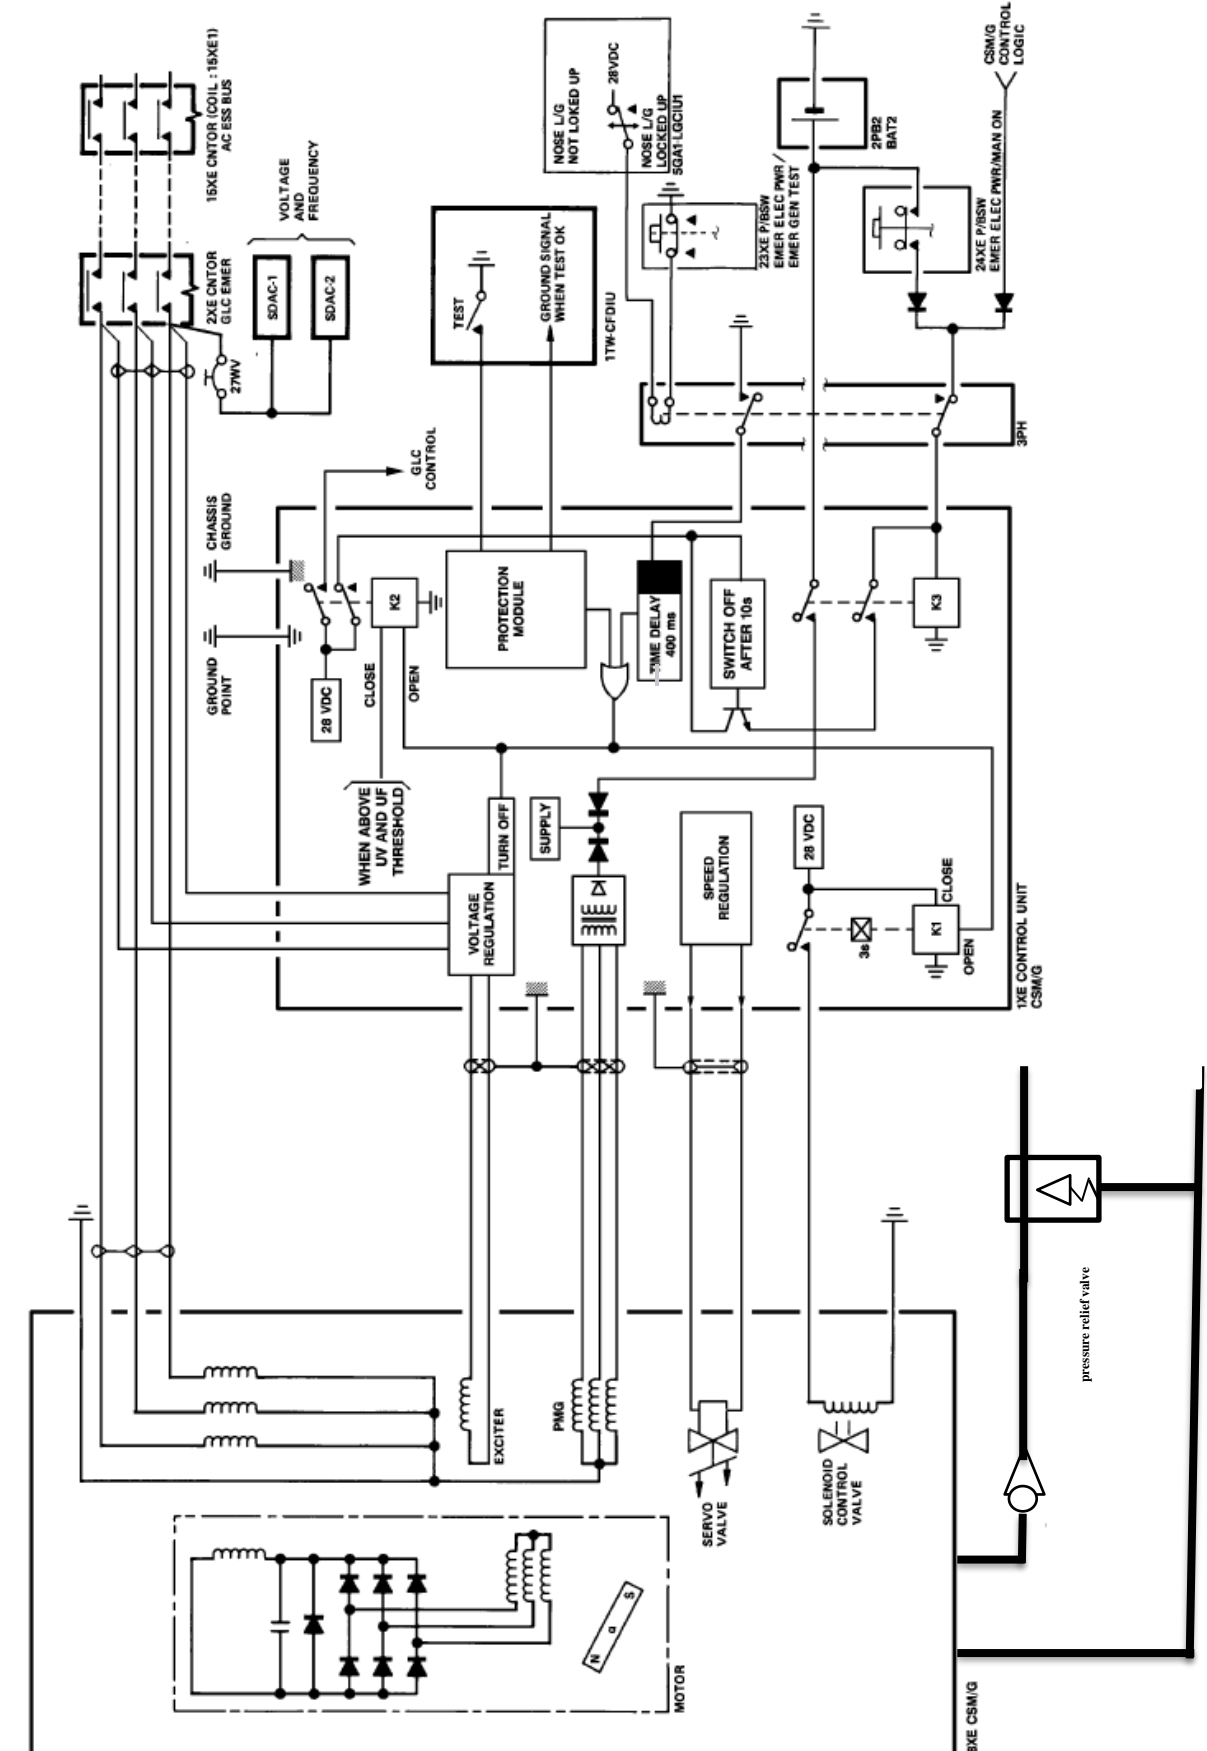 15XE CNTOR (COIL : 15XE1)
AC ESS BUS
2XE CNTOR
GLC EMER
VOLTAGE
AND
FREQUENCY
SDAC-1
SDAC-2
27WV
NOSE L/G
NOT LOKED UP
28VDC
NOSE L/G
LOCKED UP
5GA1-LGCIU1
23XE P/BSW
EMER ELEC PWR/
EMER GEN TEST
2PB2
BAT2
24XE P/BSW
EMER ELEC PWR/MAN ON
CSM/G
CONTROL
LOGIC
TEST
GROUND SIGNAL
WHEN TEST OK
1TW-CFDIU
3PH
GLC
CONTROL
CHASSIS
GROUND
GROUND
POINT
28 VDC
K2
CLOSE
OPEN
WHEN ABOVE
UV AND UF
THRESHOLD
PROTECTION
MODULE
TIME DELAY
400 ms
SWITCH OFF
AFTER 10s
K3
TURN OFF
VOLTAGE
REGULATION
SUPPLY
SPEED
REGULATION
28 VDC
3s
K1
CLOSE
OPEN
1XE CONTROL UNIT
CSM/G
EXCITER
PMG
SERVO
VALVE
SOLENOID
CONTROL
VALVE
pressure relief valve
N
S
MOTOR
8XE CSM/G